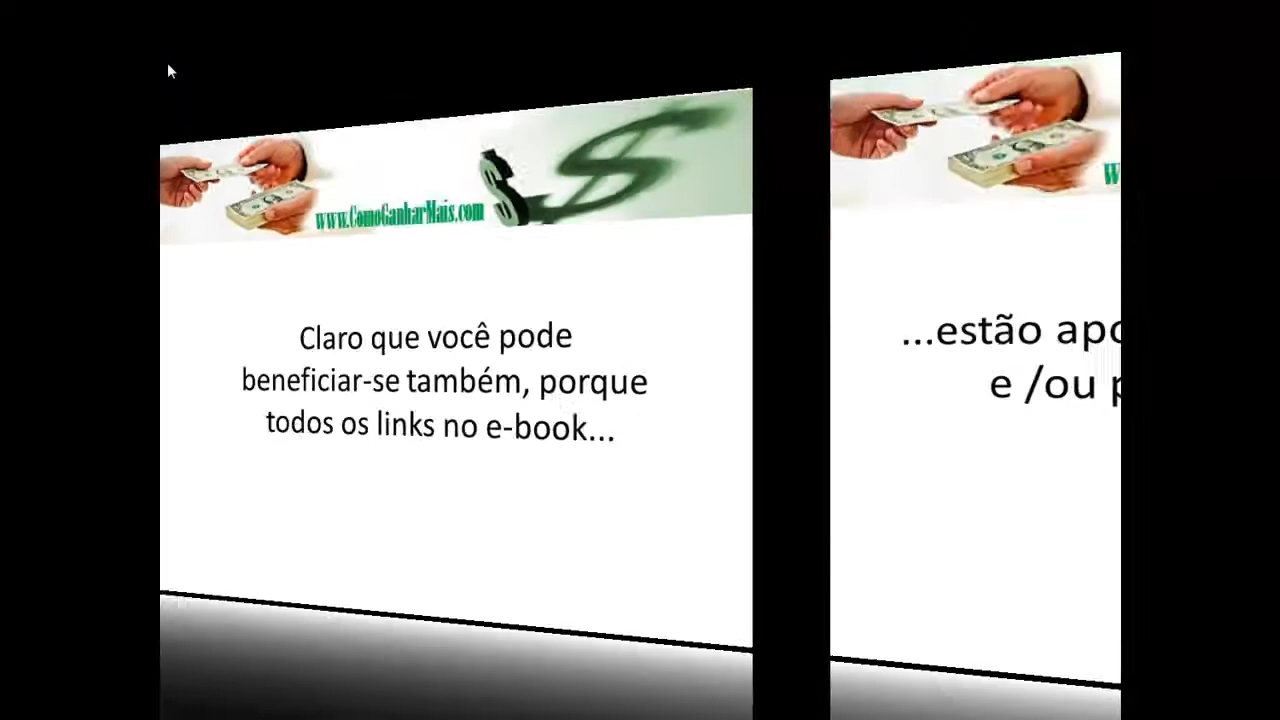 www.ComoGanharMais.com
Claro que você pode
beneficiar-se também, porque
todos os links no e-book...
...estão
e /ou